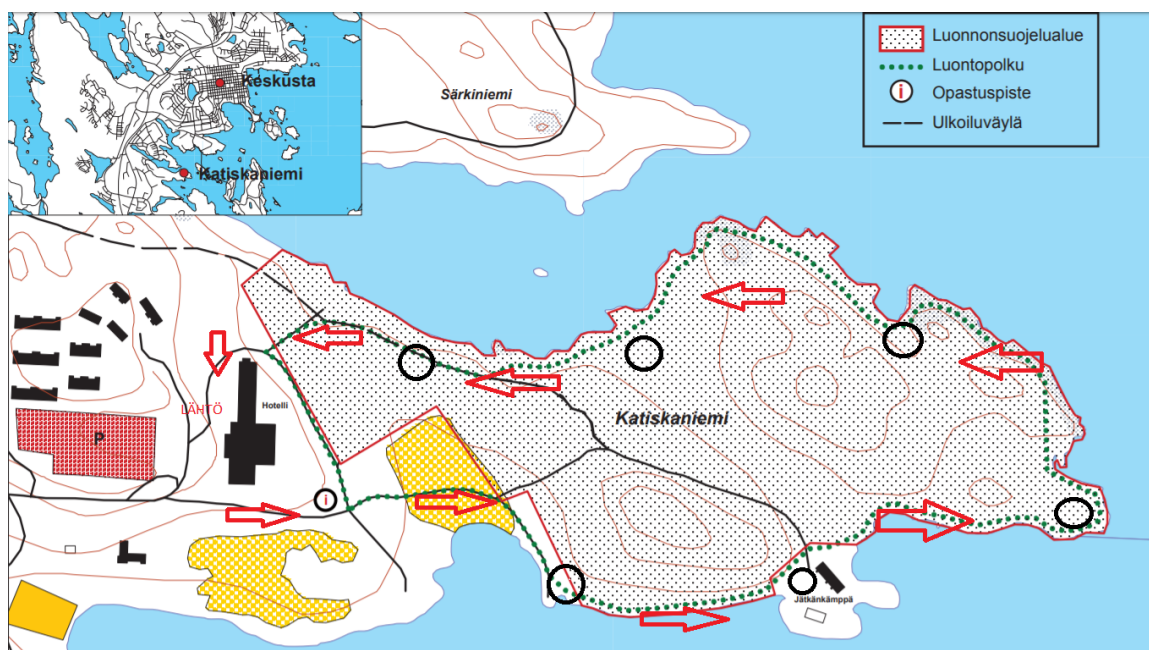 Keskusta
Katiskaniemi
Särkiniemi
Luonnonsuojelualue
Luontopolku
i
Opastuspiste
Ulkoiluväylä
LÄHTÖ
Hotelli
P
Katiskaniemi
i
Jätkänkämppä